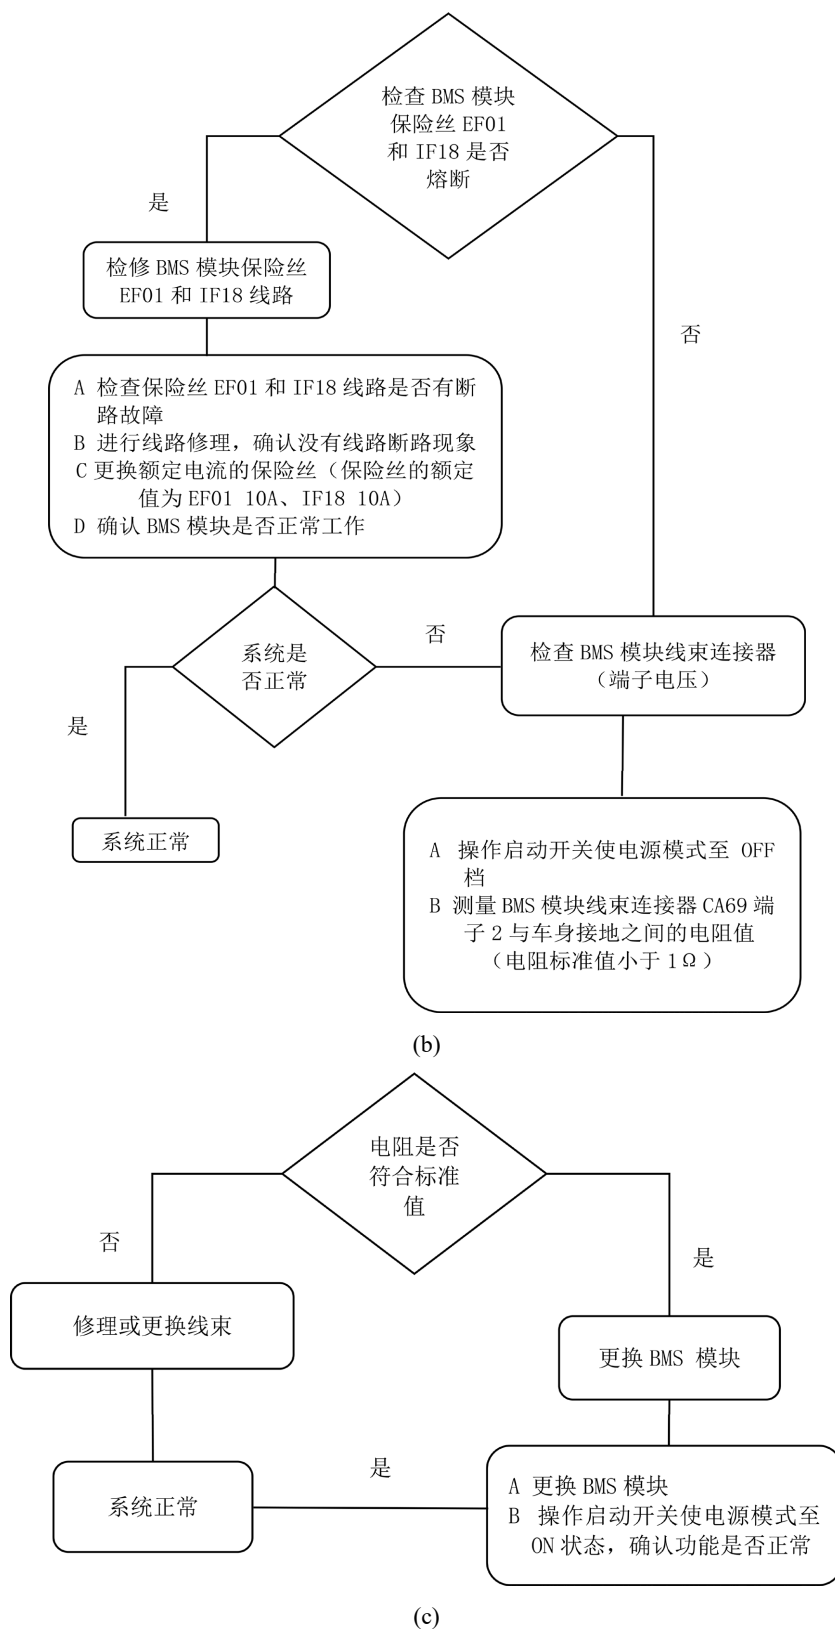 检查 BMS 模块
保险丝 EF01
和 IF18 是否
熔断
是
检修 BMS 模块保险丝
EF01 和 IF18 线路
否
A 检查保险丝 EF01 和 IF18 线路是否有断
路故障
B 进行线路修理，确认没有线路断路现象
C 更换额定电流的保险丝（保险丝的额定
值为 EF01 10A、IF18 10A）
D 确认 BMS 模块是否正常工作
系统是
否正常
否
检查 BMS 模块线束连接器
（端子电压）
是
系统正常
A 操作启动开关使电源模式至 OFF
档
B 测量 BMS 模块线束连接器 CA69 端
子 2 与车身接地之间的电阻值
（电阻标准值小于 1Ω）
(b)
电阻是否
符合标准
值
否
是
修理或更换线束
更换 BMS 模块
系统正常
是
A 更换 BMS 模块
B 操作启动开关使电源模式至
ON 状态，确认功能是否正常
(c)